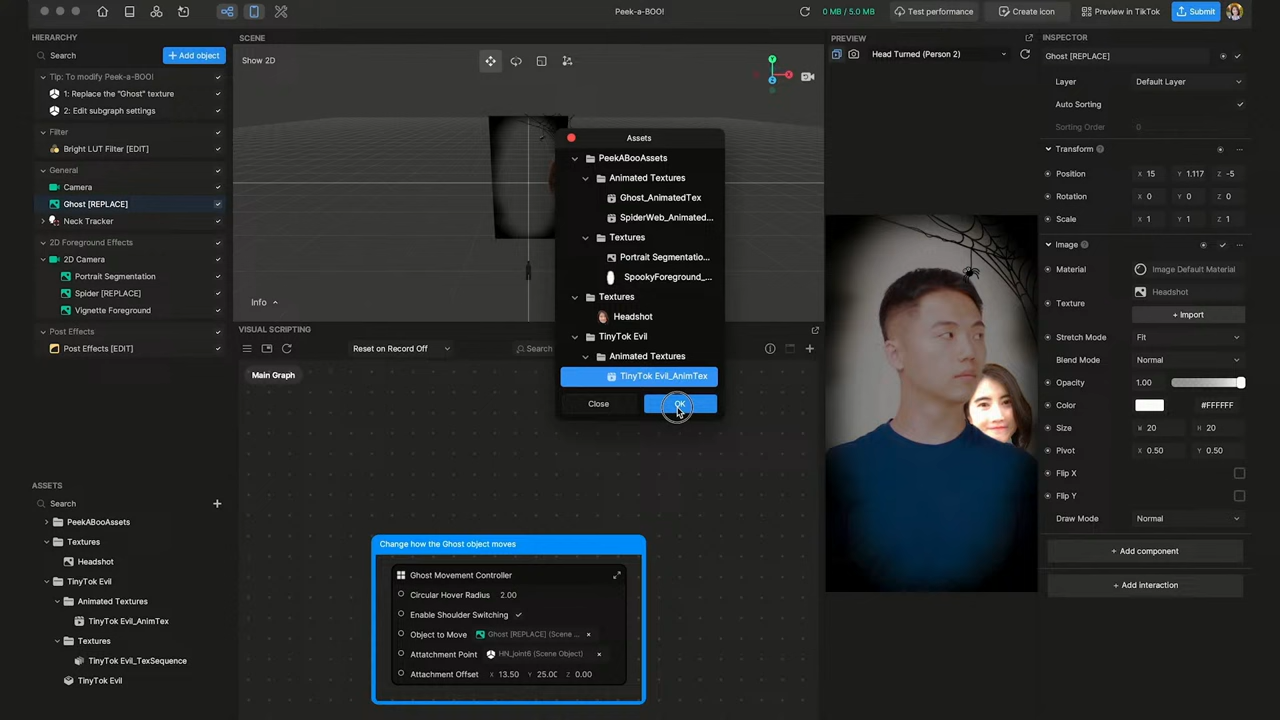 Peek-a-BOO!
0 MB / 5.0 MB
Test performance
Create icon
Preview in TikTok
Submit
HIERARCHY
Search
Add object
Tip: To modify Peek-a-BOO!
1: Replace the "Ghost" texture
2: Edit subgraph settings
Filter
Bright LUT Filter [EDIT]
General
Camera
Ghost [REPLACE]
Neck Tracker
2D Foreground Effects
2D Camera
Portrait Segmentation
Spider [REPLACE]
Vignette Foreground
Post Effects
Post Effects [EDIT]
ASSETS
Search
PeekABooAssets
Textures
Headshot
TinyTok Evil
Animated Textures
TinyTok Evil_AnimTex
Textures
TinyTok Evil_TexSequence
TinyTok Evil
SCENE
Show 2D
Info
Assets
PeekABooAssets
Animated Textures
Ghost_AnimatedTex
SpiderWeb_Animated...
Textures
Portrait Segmentatio...
SpookyForeground_...
Textures
Headshot
TinyTok Evil
Animated Textures
TinyTok Evil_AnimTex
Close
OK
VISUAL SCRIPTING
Reset on Record Off
Search
Main Graph
Change how the Ghost object moves
Ghost Movement Controller
Circular Hover Radius 2.00
Enable Shoulder Switching
Object to Move Ghost [REPLACE] (Scene ...
Attatchment Point HN_joint6 (Scene Object)
Attachment Offset X 13.50 Y 25.00 Z 0.00
PREVIEW
Head Turned (Person 2)
INSPECTOR
Ghost [REPLACE]
Layer Default Layer
Auto Sorting
Sorting Order 0
Transform
Position X 15 Y 1.117 Z -5
Rotation X 0 Y 0 Z 0
Scale X 1 Y 1 Z 1
Image
Material Image Default Material
Texture Headshot
+ Import
Stretch Mode Fit
Blend Mode Normal
Opacity 1.00
Color #FFFFFF
Size W 20 H 20
Pivot X 0.50 Y 0.50
Flip X
Flip Y
Draw Mode Normal
+ Add component
+ Add interaction